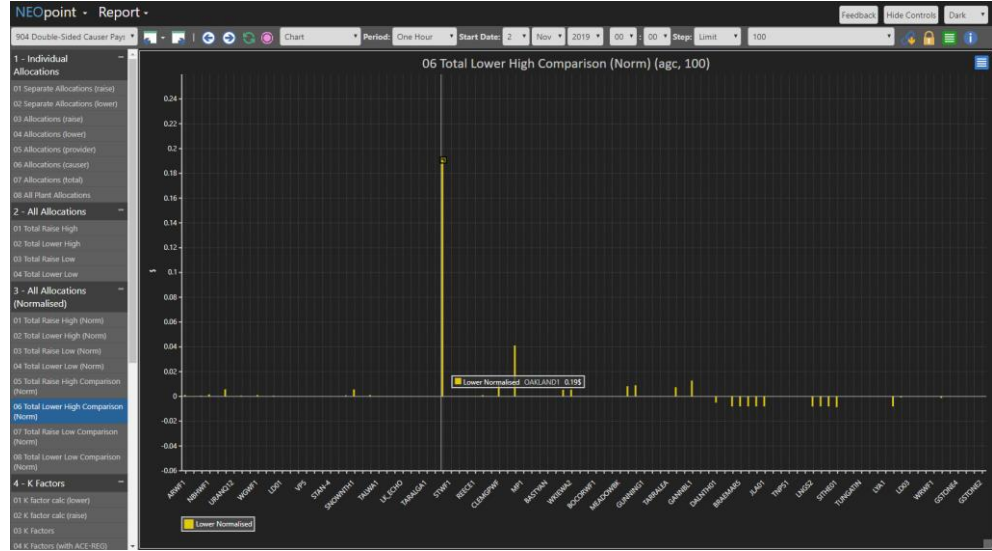 NEOpoint - Report -
Feedback Hide Controls Dark
904 Double-Sided Causer Pays Chart Period: One Hour Start Date: 2 Nov 2019 00 : 00 Step: Limit 100
1 - Individual
Allocations
01 Separate Allocations (raise)
02 Separate Allocations (lower)
03 Allocations (raise)
04 Allocations (lower)
05 Allocations (provider)
06 Allocations (causer)
07 Allocations (total)
08 All Plant Allocations
2 - All Allocations
01 Total Raise High
02 Total Lower High
03 Total Raise Low
04 Total Lower Low
3 - All Allocations
(Normalised)
01 Total Raise High (Norm)
02 Total Lower High (Norm)
03 Total Raise Low (Norm)
04 Total Lower Low (Norm)
05 Total Raise High Comparison
(Norm)
06 Total Lower High Comparison
(Norm)
07 Total Raise Low Comparison
(Norm)
08 Total Lower Low Comparison
(Norm)
4 - K Factors
01 K factor calc (lower)
02 K factor calc (raise)
03 K Factors
04 K Factors (with ACE-REG)
06 Total Lower High Comparison (Norm) (agc, 100)
$
0.24
0.22
0.2
0.18
0.16
0.14
0.12
0.1
0.08
0.06
0.04
0.02
0
-0.02
-0.04
-0.06
Lower Normalised OAKLAND1 0.19$
ARWF1 NBHWF1 URANQ12 WGWF1 LD01 VP5 STAN-4 SNOWNTH1 TALWA1 LK_ECHO TARALGA1 STWF1 REECE1 CLEMGPWF MP1 BASTYAN WKIEWA2 BOCORWF1 MEADOWBK GUNNING1 TARRALEA GANNBL1 DALNTH01 BRAEMAR5 JLA01 TNPS1 LNGS2 SITHE01 TUNGATIN LYA1 LD03 WRWF1 GSTONE4 GSTONE2
Lower Normalised